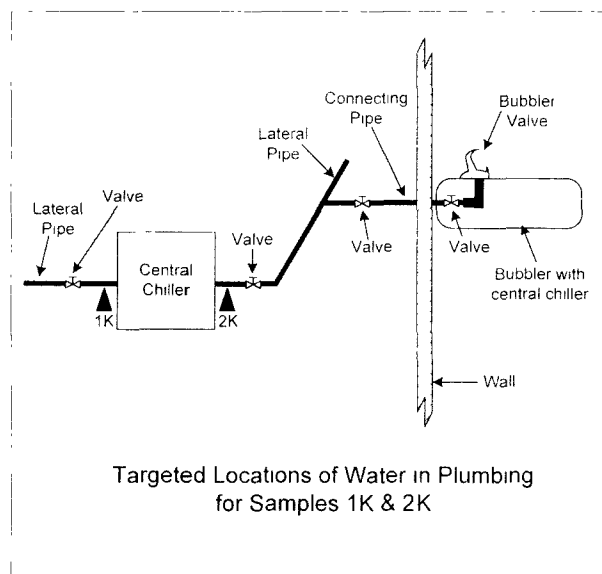 Connecting
Pipe
Bubbler
Valve
Lateral
Pipe
Lateral
Pipe
Valve
Valve
Central
Chiller
Valve
Valve
Bubbler with
central chiller
1K
2K
Wall
Targeted Locations of Water in Plumbing
for Samples 1K & 2K